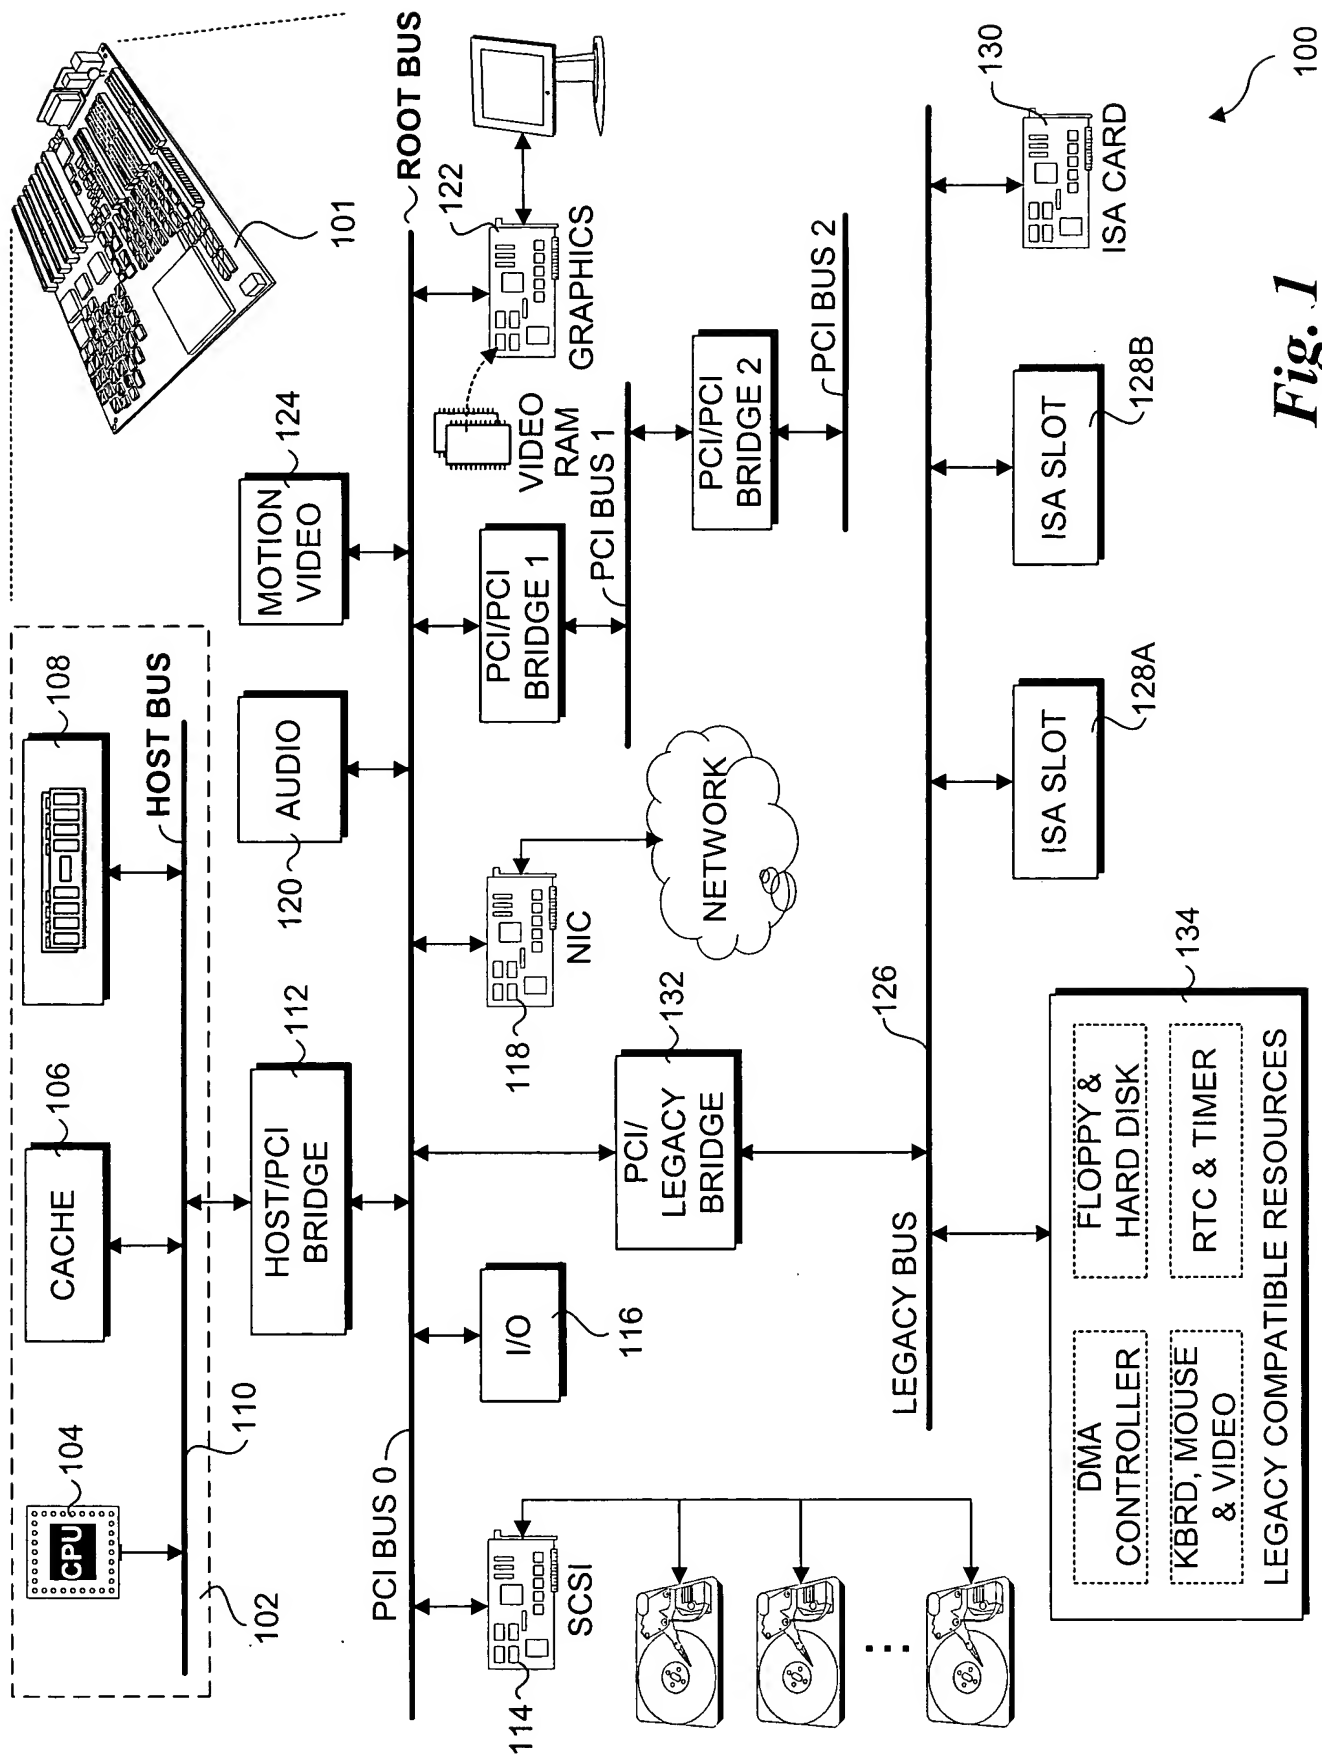 CPU
104
CACHE
106
108
HOST BUS
110
102
101
HOST/PCI
BRIDGE
112
120
AUDIO
MOTION
VIDEO
124
PCI BUS 0
ROOT BUS
114
SCSI
I/O
116
118
NIC
PCI/PCI
BRIDGE 1
VIDEO
RAM
122
GRAPHICS
PCI/
LEGACY
BRIDGE
132
NETWORK
PCI BUS 1
PCI/PCI
BRIDGE 2
PCI BUS 2
LEGACY BUS
126
ISA SLOT
128A
ISA SLOT
128B
130
ISA CARD
DMA
CONTROLLER
FLOPPY &
HARD DISK
KBRD, MOUSE
& VIDEO
RTC & TIMER
LEGACY COMPATIBLE RESOURCES
134
100
Fig. 1